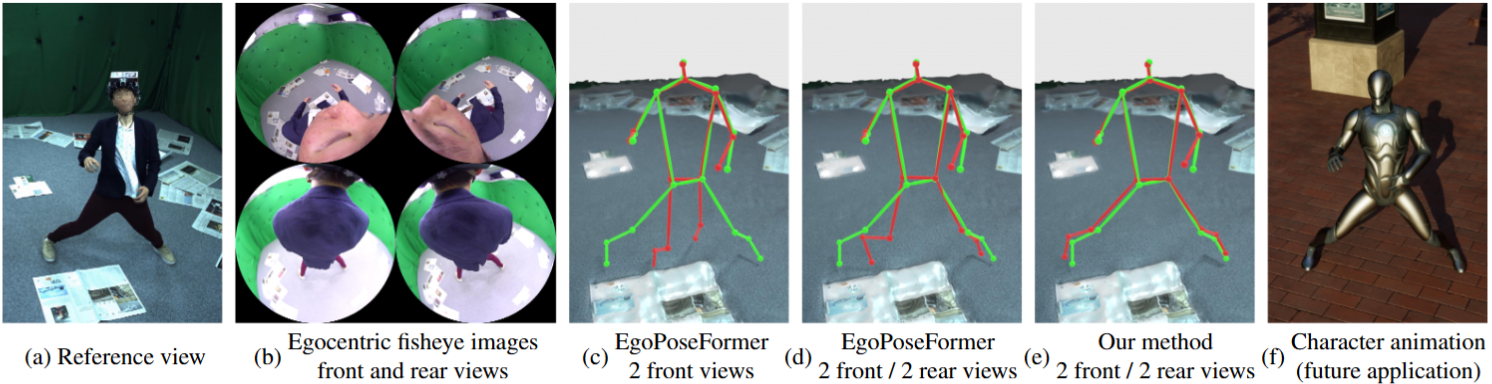 (a) Reference view
(b) Egocentric fisheye images
front and rear views
(c) EgoPoseFormer
2 front views
(d) EgoPoseFormer
2 front / 2 rear views
(e) Our method
2 front / 2 rear views
(f) Character animation
(future application)